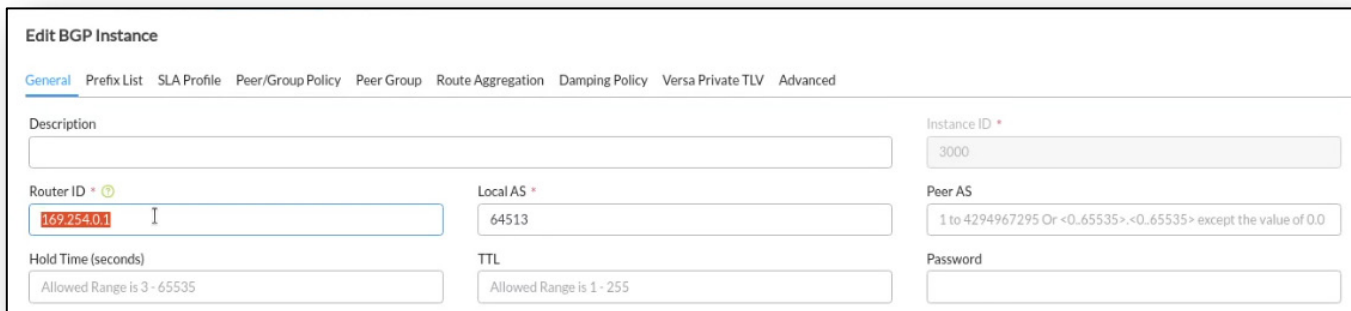 Edit BGP Instance
General Prefix List SLA Profile Peer/Group Policy Peer Group Route Aggregation Damping Policy Versa Private TLV Advanced
Description Instance ID *
3000
Router ID * ? Local AS * Peer AS
169.254.0.1 64513 1 to 4294967295 Or <0..65535>.<0..65535> except the value of 0.0
Hold Time (seconds) TTL Password
Allowed Range is 3 - 65535 Allowed Range is 1 - 255